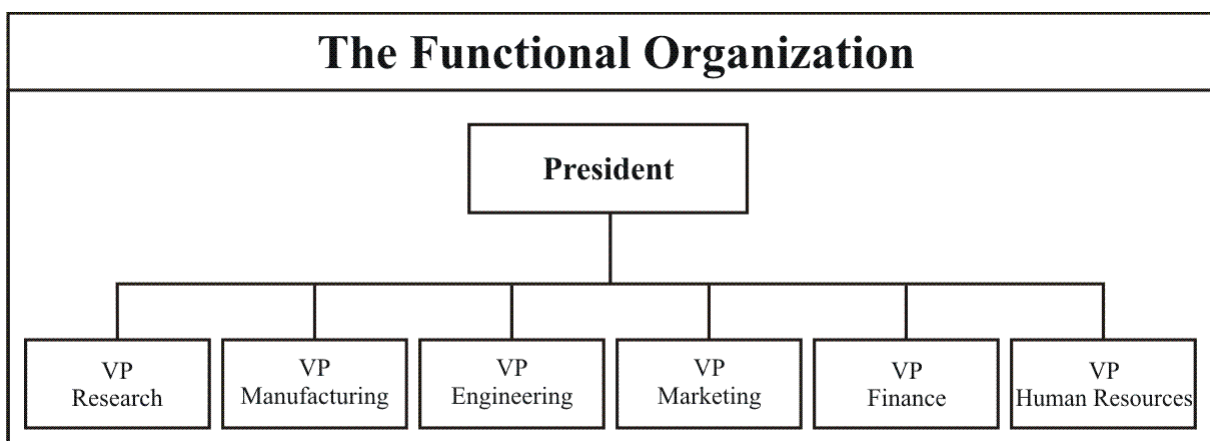 The Functional Organization
President
VP
Research
VP
Manufacturing
VP
Engineering
VP
Marketing
VP
Finance
VP
Human Resources